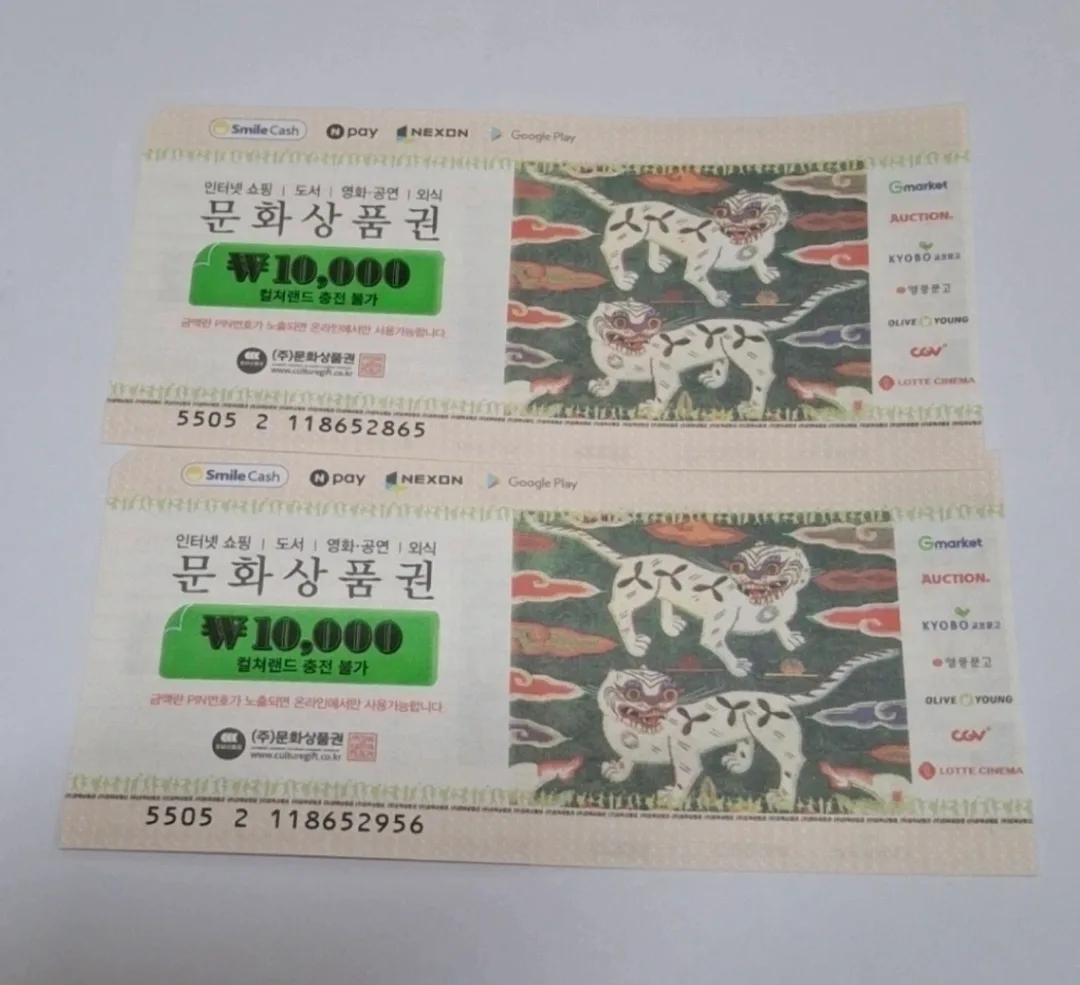 Smile Cash N pay NEXON Google Play
인터넷 쇼핑 | 도서 | 영화·공연 | 외식
문화상품권
₩10,000
컬쳐랜드 충전 불가
금액란 PIN번호가 노출되면 온라인에서만 사용가능합니다.
(주)문화상품권
www.culturegift.co.kr
Gmarket
AUCTION.
KYOBO 교보문고
영풍문고
OLIVE YOUNG
CGV
LOTTE CINEMA
5505 2 118652865
Smile Cash N pay NEXON Google Play
인터넷 쇼핑 | 도서 | 영화·공연 | 외식
문화상품권
₩10,000
컬쳐랜드 충전 불가
금액란 PIN번호가 노출되면 온라인에서만 사용가능합니다.
(주)문화상품권
www.culturegift.co.kr
Gmarket
AUCTION.
KYOBO 교보문고
영풍문고
OLIVE YOUNG
CGV
LOTTE CINEMA
5505 2 118652956